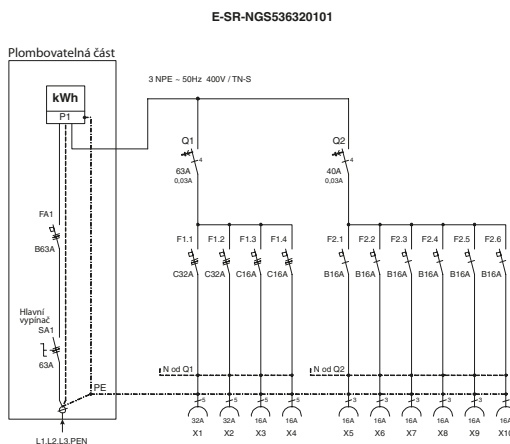 E-SR-NGS536320101
Plombovatelná část
3 NPE ~ 50Hz 400V / TN-S
kWh
P1
Q1
4
63A
0,03A
Q2
4
40A
0,03A
FA1
B63A
F1.1 F1.2 F1.3 F1.4 F2.1 F2.2 F2.3 F2.4 F2.5 F2.6
C32A C32A C16A C16A B16A B16A B16A B16A B16A B16A
Hlavní
vypínač
SA1
63A
N od Q1 N od Q2
PE
5 5 5 5 3 3 3 3 3 3
32A 32A 16A 16A 16A 16A 16A 16A 16A 16A
X1 X2 X3 X4 X5 X6 X7 X8 X9 X10
L1,L2,L3,PEN